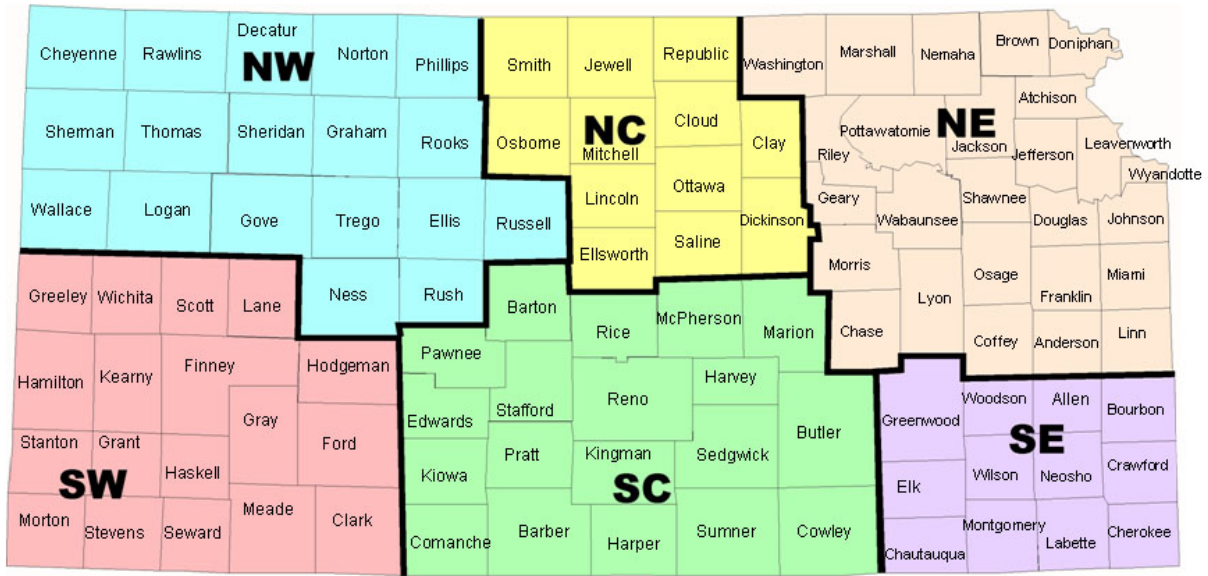 Cheyenne Rawlins Decatur Norton Phillips
NW
Sherman Thomas Sheridan Graham Rooks
Wallace Logan Gove Trego Ellis Russell
Ness Rush
Smith Jewell Republic
NC
Osborne Mitchell Cloud Clay
Lincoln Ottawa Dickinson
Ellsworth Saline
Washington Marshall Nemaha Brown Doniphan
Atchison
NE
Riley Pottawatomie Jackson Jefferson Leavenworth
Wyandotte
Geary Wabaunsee Shawnee Douglas Johnson
Morris Lyon Osage Franklin Miami
Chase Coffey Anderson Linn
Greeley Wichita Scott Lane
Hamilton Kearny Finney Hodgeman
Gray Ford
Stanton Grant Haskell
SW
Morton Stevens Seward Meade Clark
Barton Rice McPherson Marion
Pawnee Stafford Reno Harvey
Edwards Butler
Kiowa Pratt Kingman Sedgwick
SC
Comanche Barber Harper Sumner Cowley
Greenwood Woodson Allen Bourbon
SE
Elk Wilson Neosho Crawford
Chautauqua Montgomery Labette Cherokee